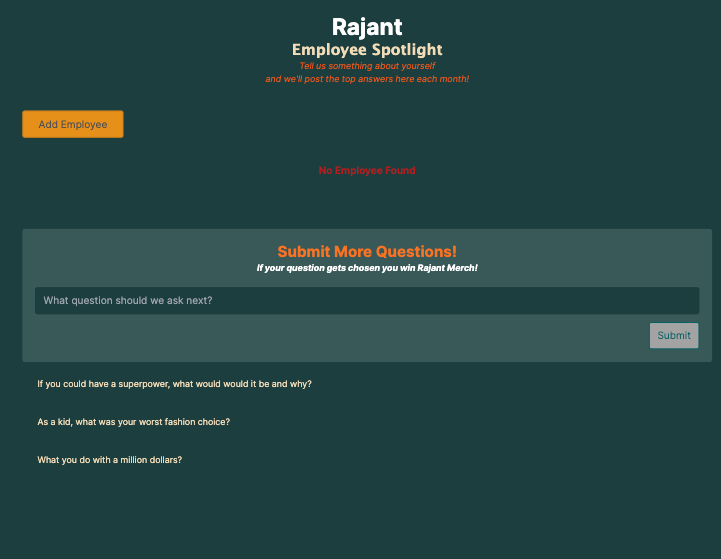 Rajant
Employee Spotlight
Tell us something about yourself
and we'll post the top answers here each month!
Add Employee
No Employee Found
Submit More Questions!
If your question gets chosen you win Rajant Merch!
What question should we ask next?
Submit
If you could have a superpower, what would would it be and why?
As a kid, what was your worst fashion choice?
What you do with a million dollars?